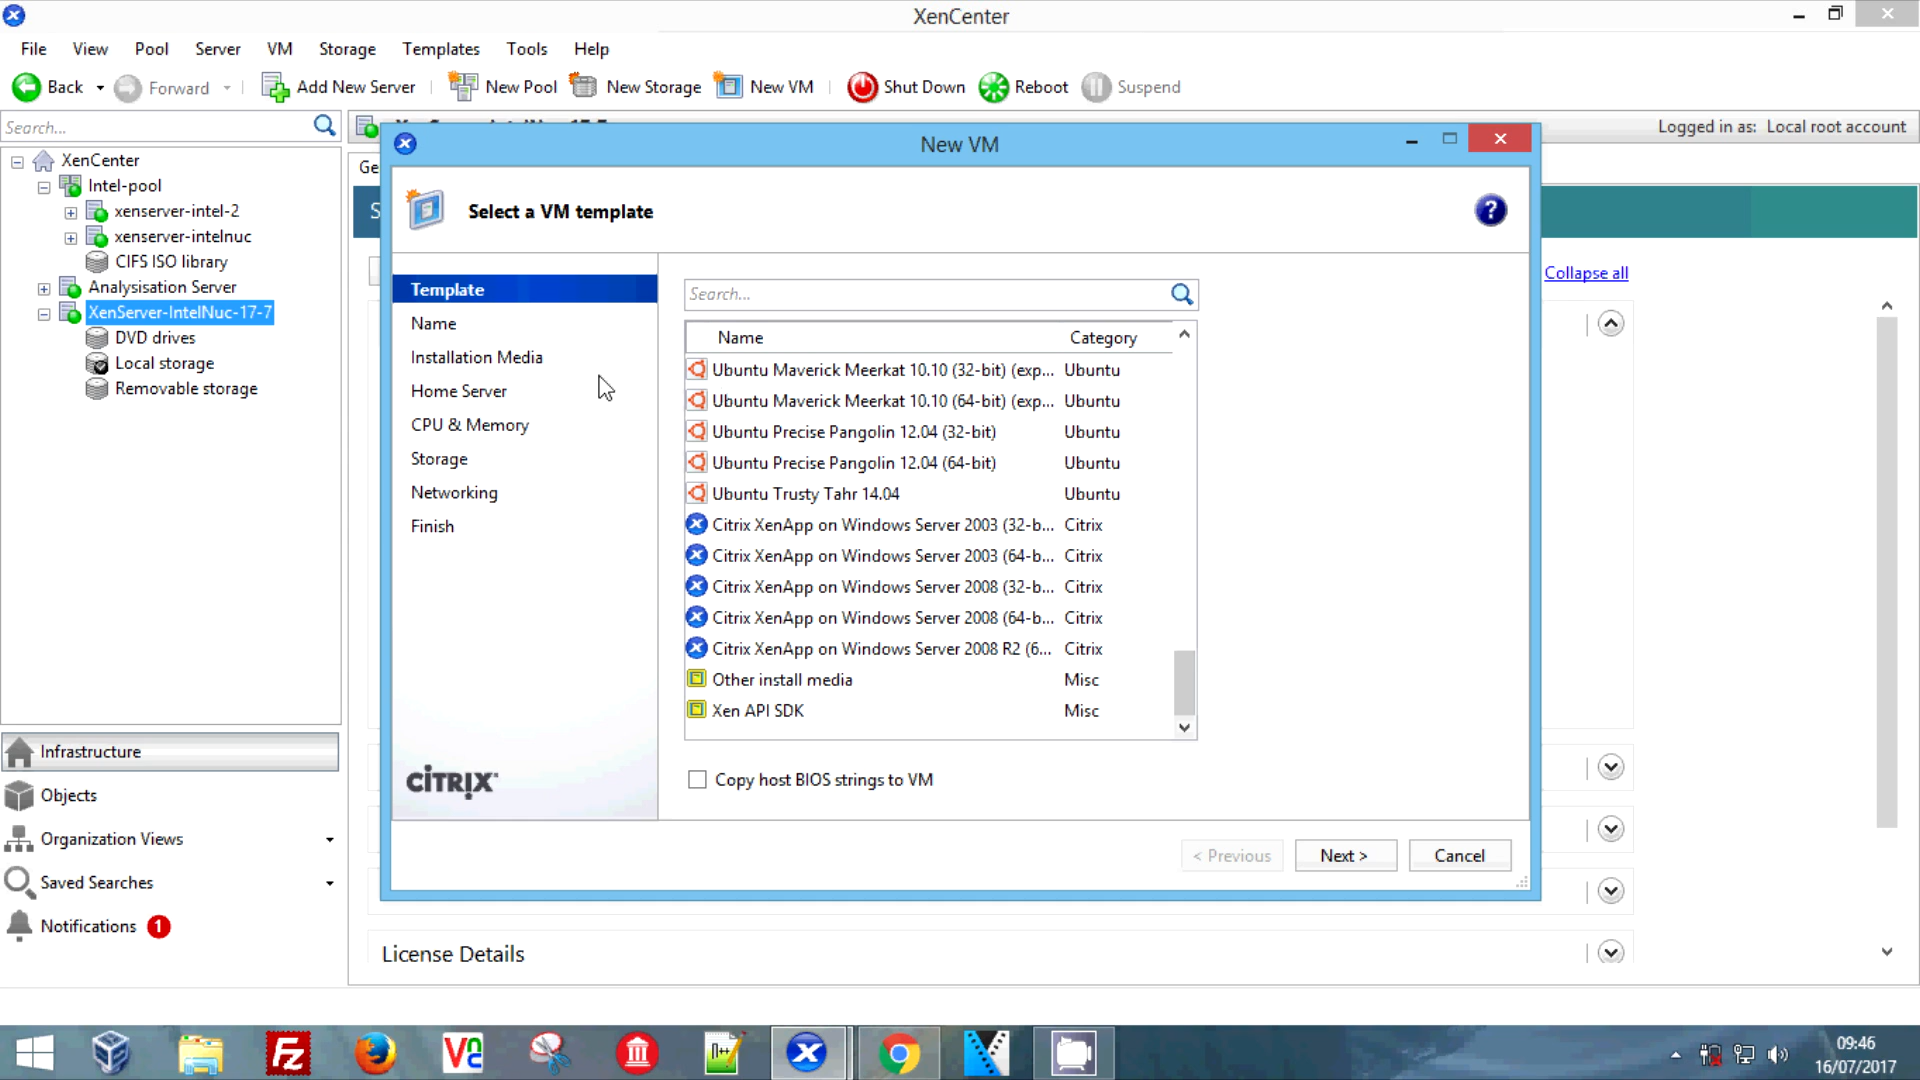 XenCenter
File View Pool Server VM Storage Templates Tools Help
Back Forward Add New Server New Pool New Storage New VM Shut Down Reboot Suspend
Search...
Logged in as: Local root account
XenCenter
Intel-pool
xenserver-intel-2
xenserver-intelnuc
CIFS ISO library
Analysisation Server
XenServer-IntelNuc-17-7
DVD drives
Local storage
Removable storage
Infrastructure
Objects
Organization Views
Saved Searches
Notifications 1
Ge
S
Collapse all
New VM
Select a VM template
?
Template
Name
Installation Media
Home Server
CPU & Memory
Storage
Networking
Finish
CITRIX
Search...
Name Category
Ubuntu Maverick Meerkat 10.10 (32-bit) (exp... Ubuntu
Ubuntu Maverick Meerkat 10.10 (64-bit) (exp... Ubuntu
Ubuntu Precise Pangolin 12.04 (32-bit) Ubuntu
Ubuntu Precise Pangolin 12.04 (64-bit) Ubuntu
Ubuntu Trusty Tahr 14.04 Ubuntu
Citrix XenApp on Windows Server 2003 (32-b... Citrix
Citrix XenApp on Windows Server 2003 (64-b... Citrix
Citrix XenApp on Windows Server 2008 (32-b... Citrix
Citrix XenApp on Windows Server 2008 (64-b... Citrix
Citrix XenApp on Windows Server 2008 R2 (6... Citrix
Other install media Misc
Xen API SDK Misc
Copy host BIOS strings to VM
< Previous Next > Cancel
License Details
09:46
16/07/2017